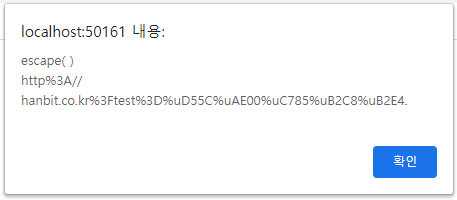 localhost:50161 내용:
escape( )
http%3A//
hanbit.co.kr%3Ftest%3D%uD55C%uAE00%uC785%uB2C8%uB2E4.
확인